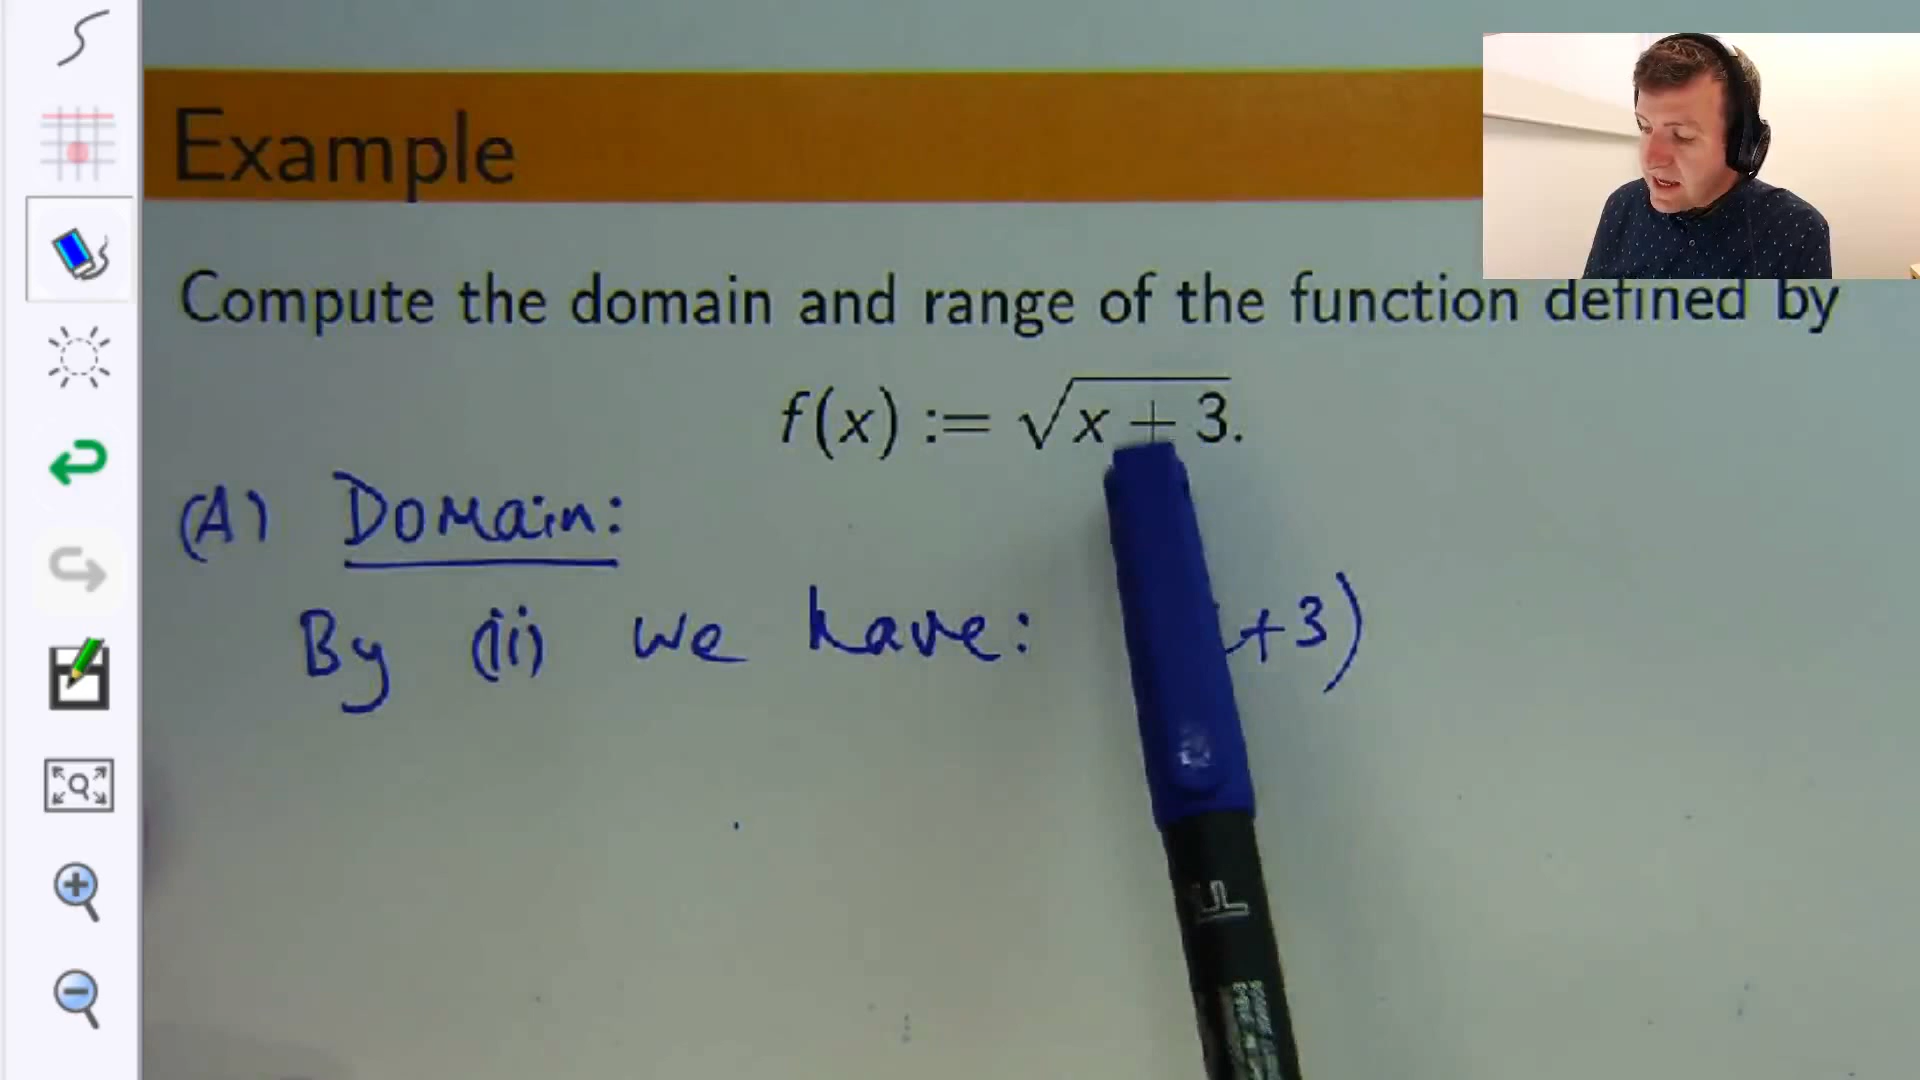 Example
Compute the domain and range of the function defined by
f(x) := √x + 3.
(A) Domain:
By (ii) we have: +3)